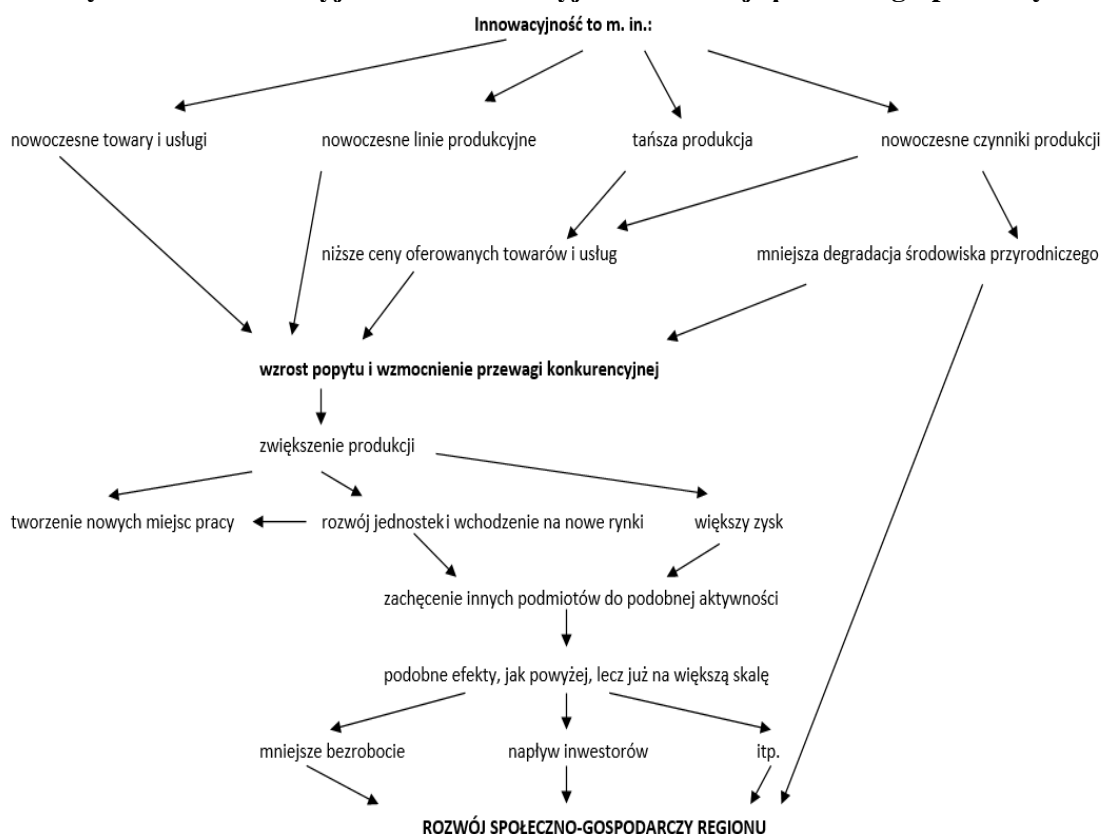 Innowacyjność to m. in.:
nowoczesne towary i usługi
nowoczesne linie produkcyjne
tańsza produkcja
nowoczesne czynniki produkcji
niższe ceny oferowanych towarów i usług
mniejsza degradacja środowiska przyrodniczego
wzrost popytu i wzmocnienie przewagi konkurencyjnej
zwiększenie produkcji
tworzenie nowych miejsc pracy
rozwój jednostek i wchodzenie na nowe rynki
większy zysk
zachęcenie innych podmiotów do podobnej aktywności
podobne efekty, jak powyżej, lecz już na większą skalę
mniejsze bezrobocie
napływ inwestorów
itp.
ROZWÓJ SPOŁECZNO-GOSPODARCZY REGIONU